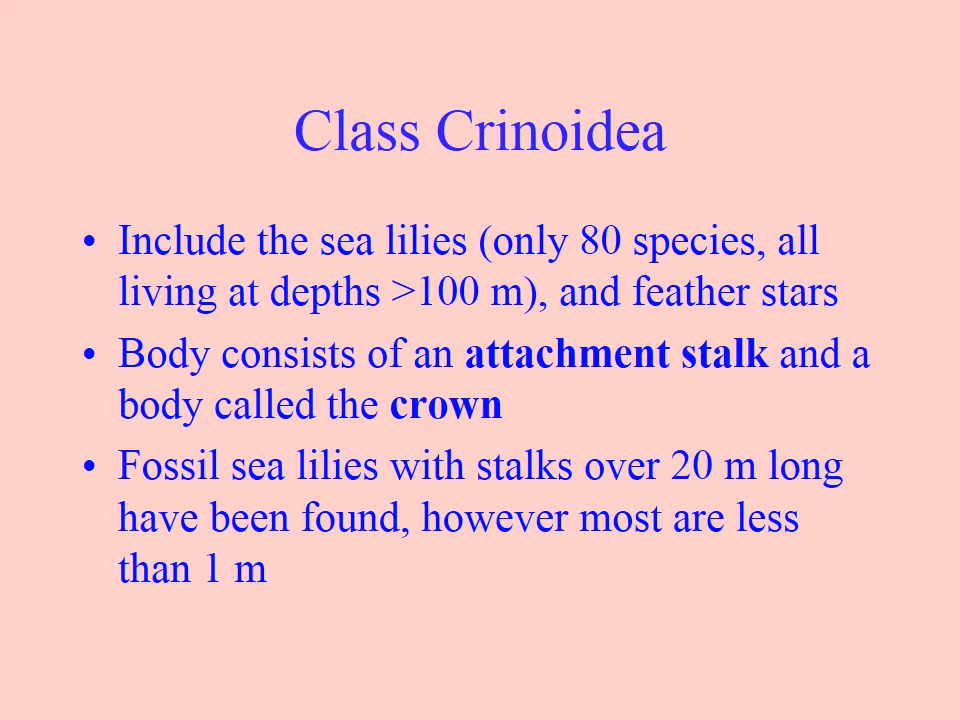 Class Crinoidea
• Include the sea lilies (only 80 species, all
living at depths >100 m), and feather stars
• Body consists of an attachment stalk and a
body called the crown
• Fossil sea lilies with stalks over 20 m long
have been found, however most are less
than 1 m